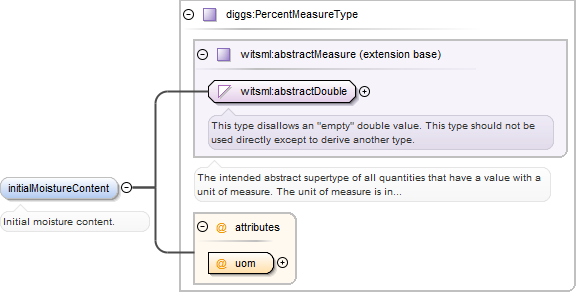 diggs:PercentMeasureType
witsml:abstractMeasure (extension base)
witsml:abstractDouble
This type disallows an "empty" double value. This type should not be
used directly except to derive another type.
The intended abstract supertype of all quantities that have a value with a
unit of measure. The unit of measure is in...
initialMoistureContent
Initial moisture content.
@ attributes
@ uom